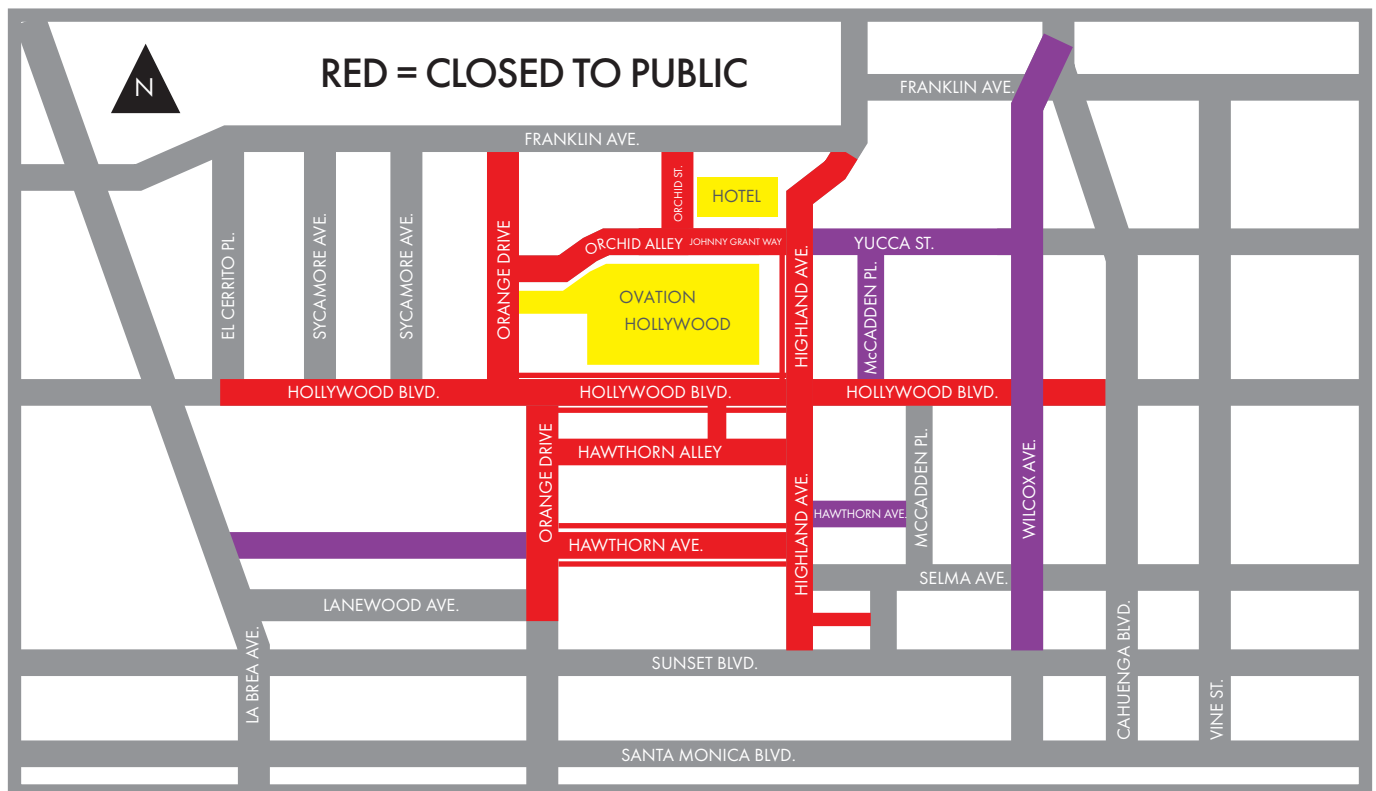 RED = CLOSED TO PUBLIC
N
FRANKLIN AVE.
FRANKLIN AVE.
ORCHID ST.
HOTEL
ORCHID ALLEY
JOHNNY GRANT WAY
YUCCA ST.
EL CERRITO PL.
SYCAMORE AVE.
SYCAMORE AVE.
ORANGE DRIVE
OVATION
HOLLYWOOD
HIGHLAND AVE.
McCADDEN PL.
HOLLYWOOD BLVD.
HOLLYWOOD BLVD.
HOLLYWOOD BLVD.
ORANGE DRIVE
HAWTHORN ALLEY
HIGHLAND AVE.
HAWTHORN AVE.
MCCADDEN PL.
WILCOX AVE.
HAWTHORN AVE.
SELMA AVE.
LANEWOOD AVE.
LA BREA AVE.
SUNSET BLVD.
CAHUENGA BLVD.
VINE ST.
SANTA MONICA BLVD.